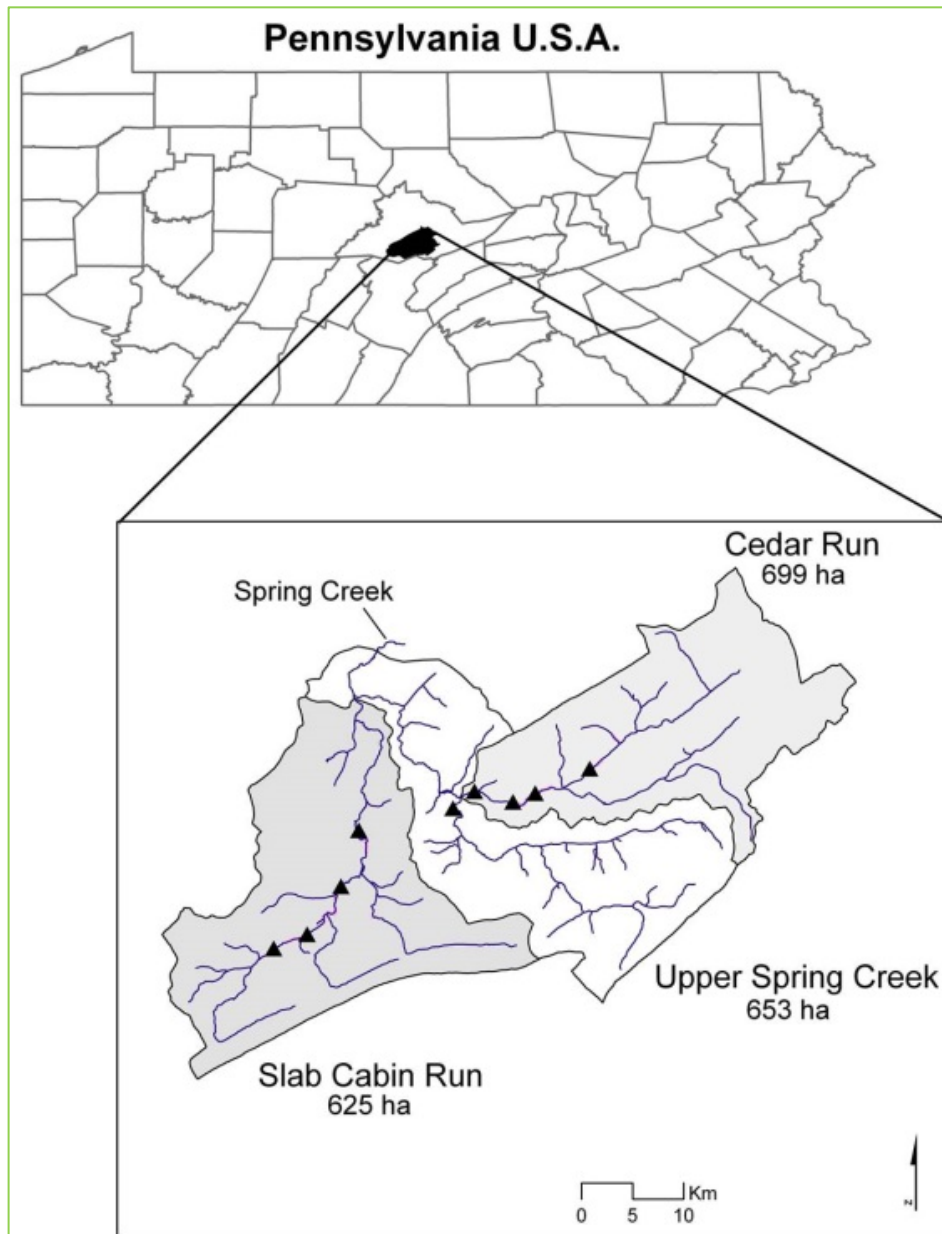 Pennsylvania U.S.A.
Cedar Run
699 ha
Spring Creek
Upper Spring Creek
653 ha
Slab Cabin Run
625 ha
Km
0 5 10
N